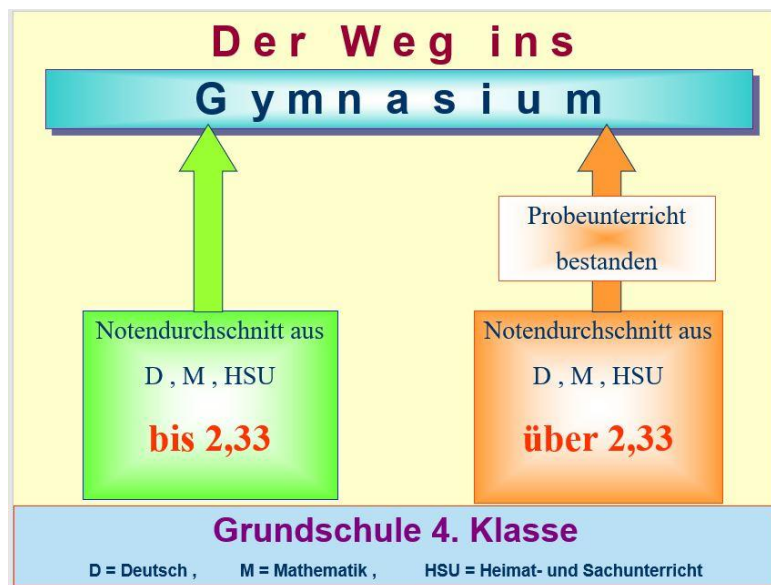 Der Weg ins
Gymnasium
Probeunterricht
bestanden
Notendurchschnitt aus
D , M , HSU
bis 2,33
Notendurchschnitt aus
D , M , HSU
über 2,33
Grundschule 4. Klasse
D = Deutsch , M = Mathematik , HSU = Heimat- und Sachunterricht